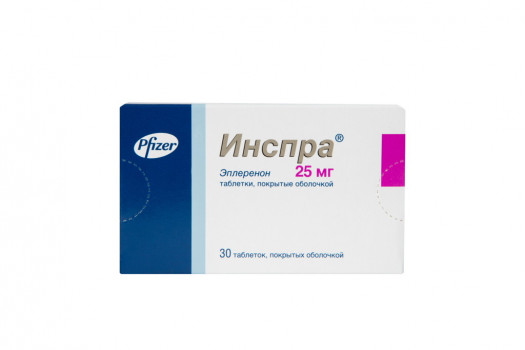 Pfizer
Инспра®
Эплеренон 25 мг
таблетки, покрытые оболочкой
30 таблеток, покрытых оболочкой